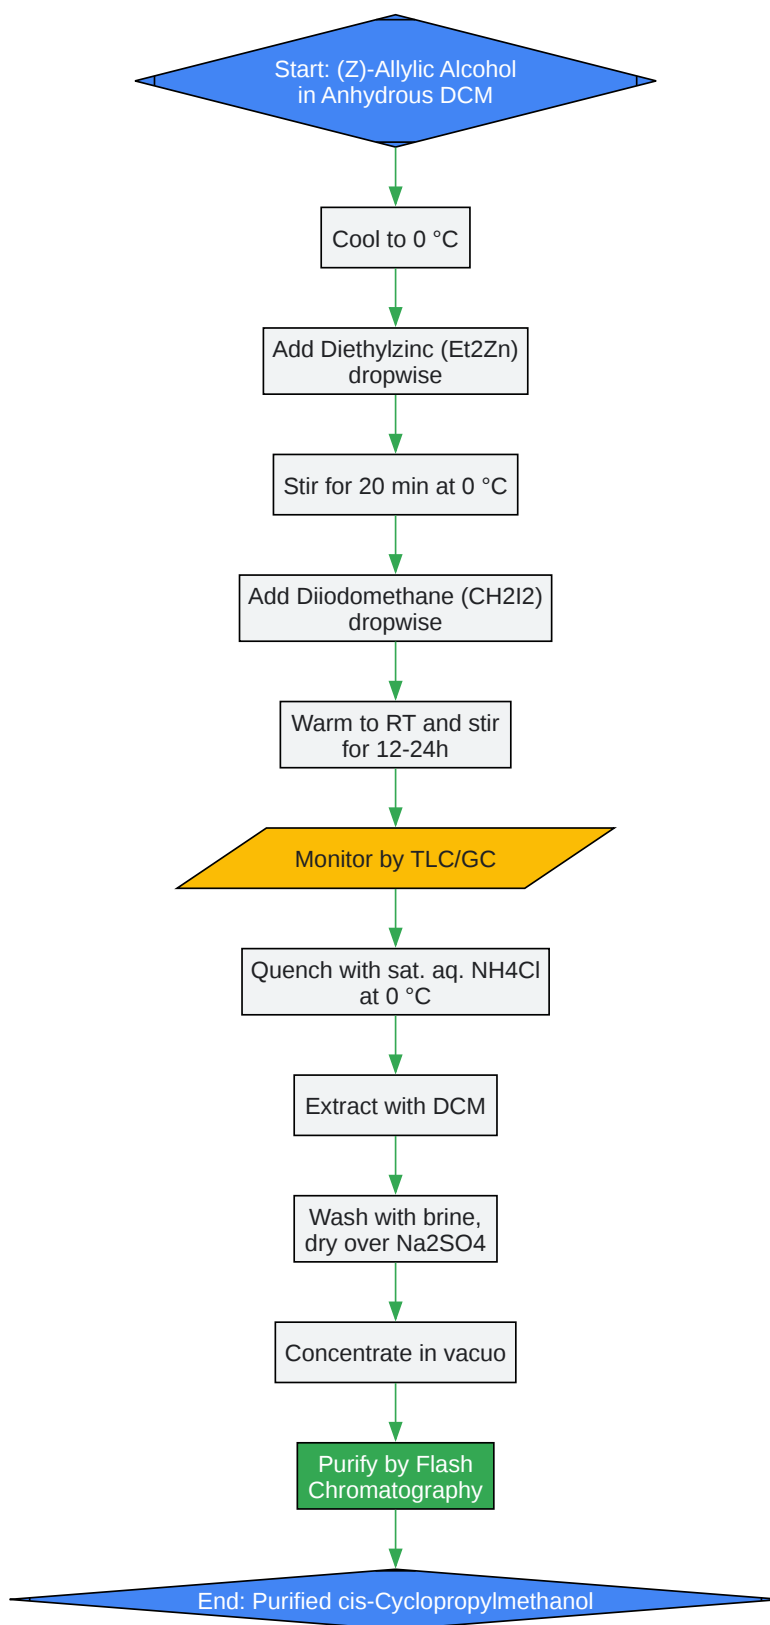 Start: (Z)-Allylic Alcohol
in Anhydrous DCM
Cool to 0 °C
Add Diethylzinc (Et2Zn)
dropwise
Stir for 20 min at 0 °C
Add Diiodomethane (CH2I2)
dropwise
Warm to RT and stir
for 12-24h
Monitor by TLC/GC
Quench with sat. aq. NH4Cl
at 0 °C
Extract with DCM
Wash with brine,
dry over Na2SO4
Concentrate in vacuo
Purify by Flash
Chromatography
End: Purified cis-Cyclopropylmethanol